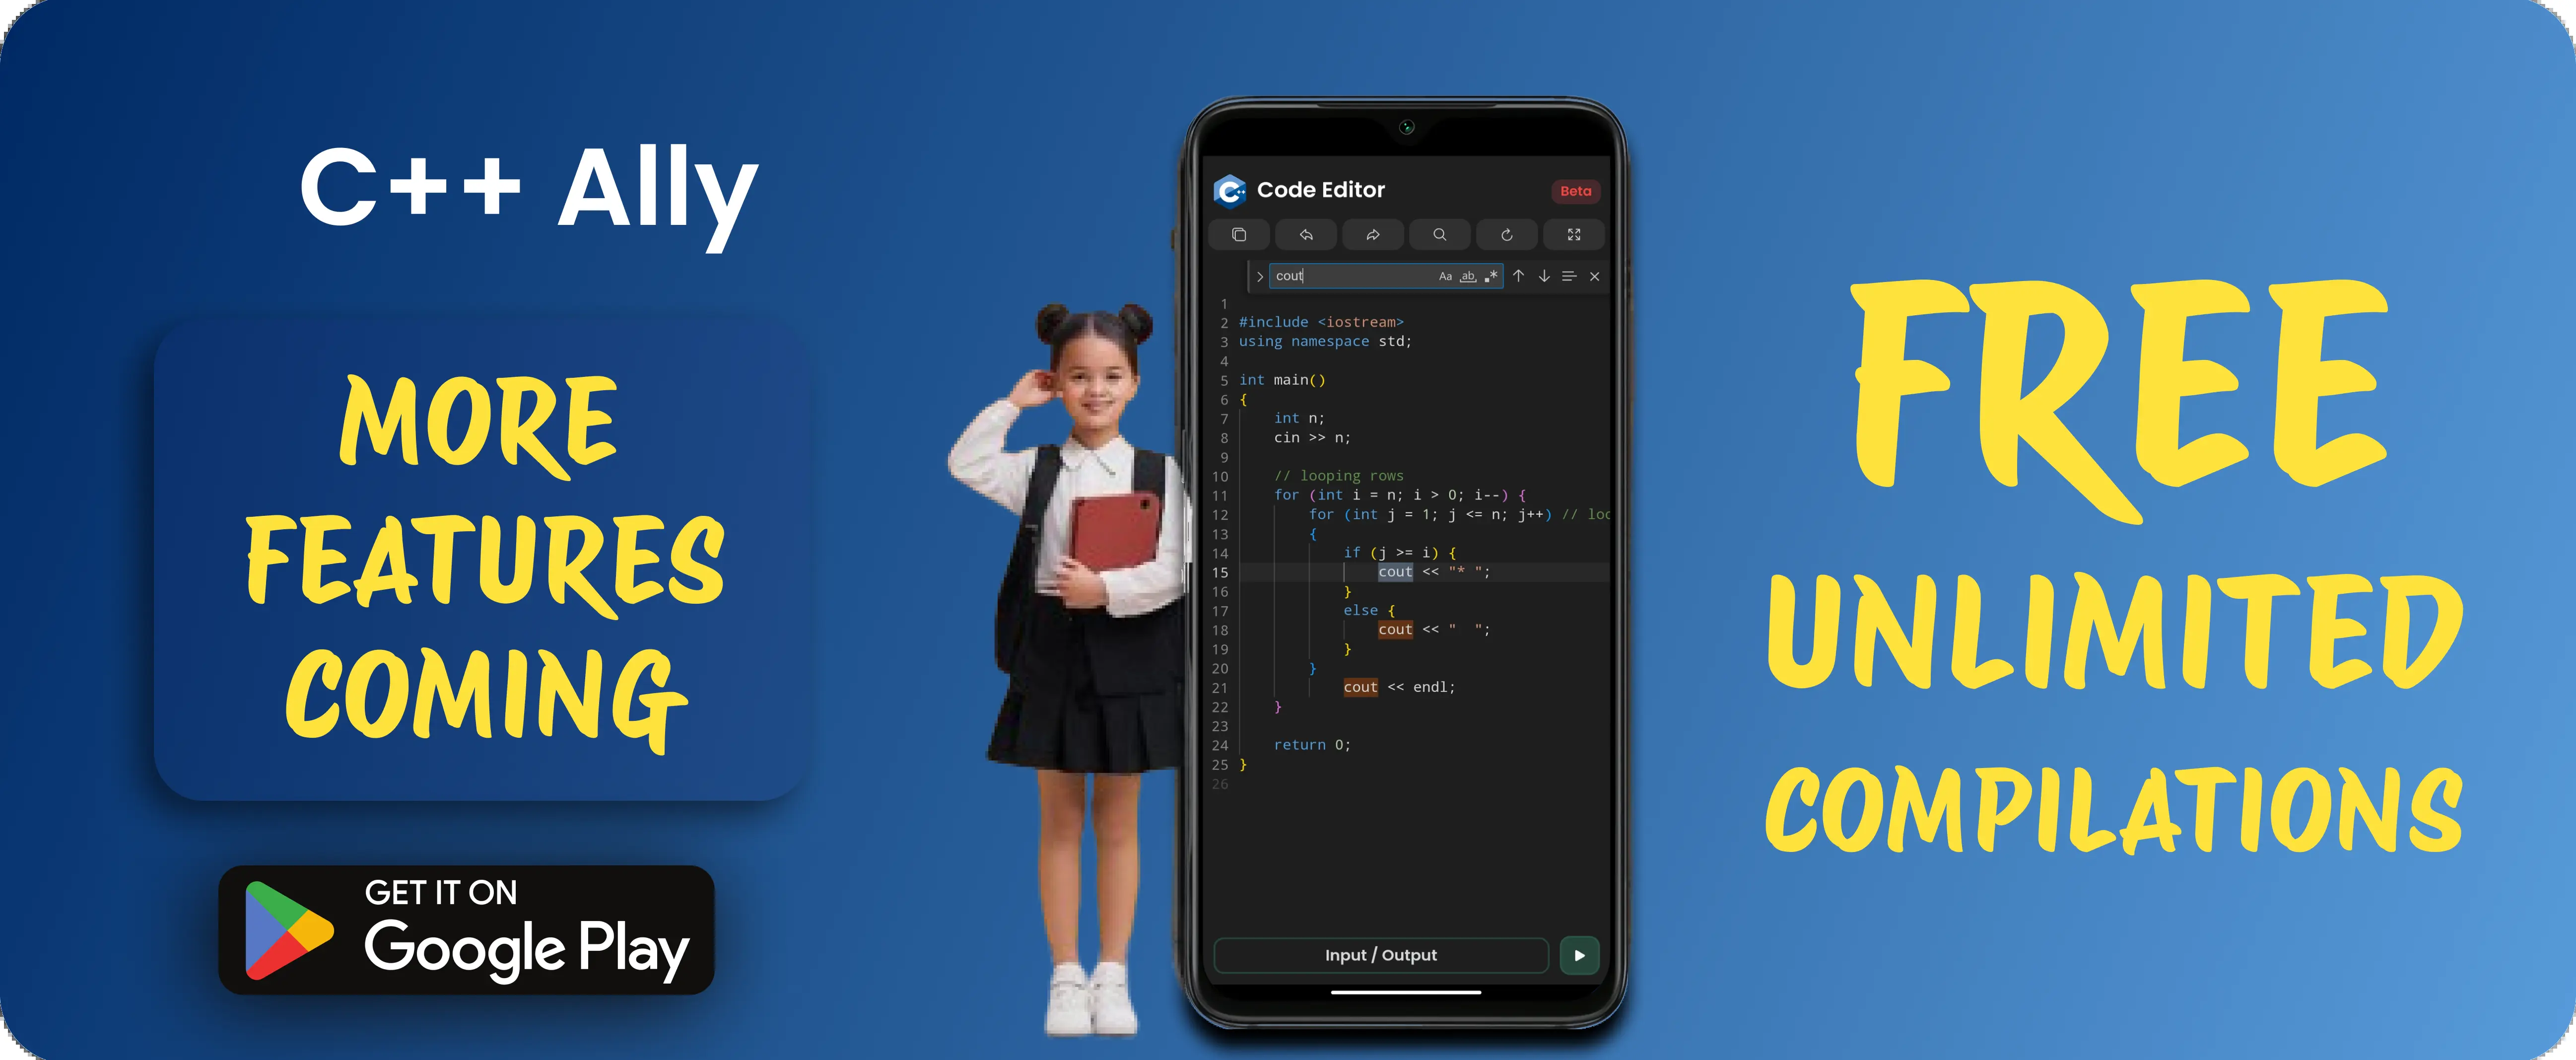 C++ Ally
MORE
FEATURES
COMING
GET IT ON
Google Play
Code Editor
Beta
cout
Aa ab
1
2 #include <iostream>
3 using namespace std;
4
5 int main()
6 {
7 int n;
8 cin >> n;
9
10 // looping rows
11 for (int i = n; i > 0; i--) {
12 for (int j = 1; j <= n; j++) // loc
13 {
14 if (j >= i) {
15 cout << "* ";
16 }
17 else {
18 cout << "  ";
19 }
20 }
21 cout << endl;
22 }
23
24 return 0;
25 }
26
Input / Output
FREE
UNLIMITED
COMPILATIONS